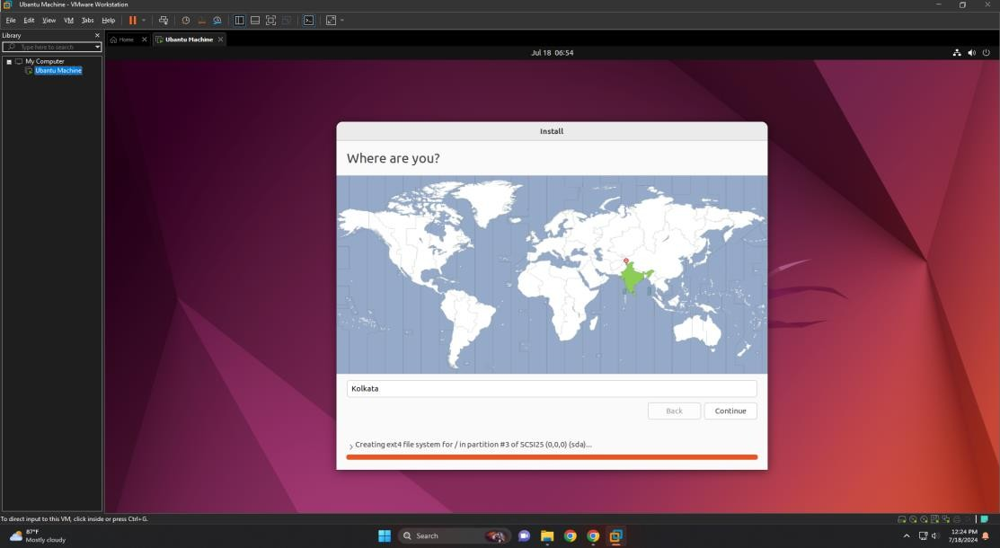 Ubantu Machine - VMware Workstation
File Edit View VM Tabs Help
Library
Type here to search
My Computer
Ubantu Machine
Home
Ubantu Machine
Jul 18 06:54
Install
Where are you?
Kolkata
Back Continue
Creating ext4 file system for / in partition #3 of SCSI25 (0,0,0) (sda)...
To direct input to this VM, click inside or press Ctrl+G.
87°F
Mostly cloudy
Search
12:24 PM
7/18/2024